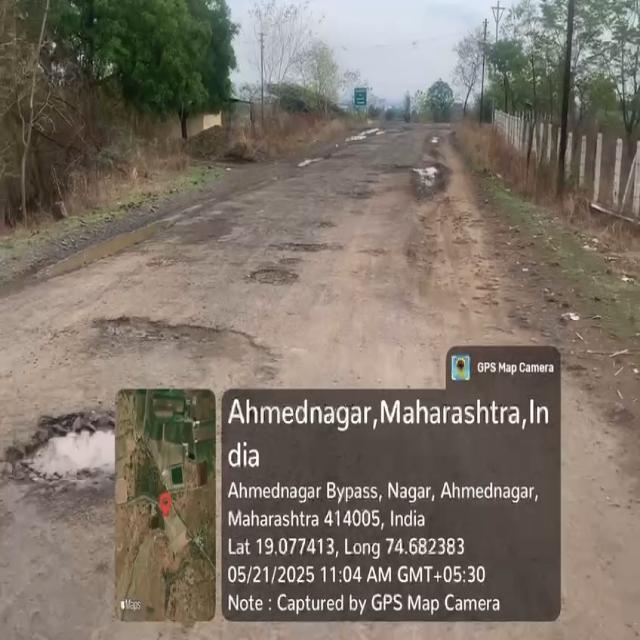 GPS Map Camera
Ahmednagar,Maharashtra,In
dia
Ahmednagar Bypass, Nagar, Ahmednagar,
Maharashtra 414005, India
Lat 19.077413, Long 74.682383
05/21/2025 11:04 AM GMT+05:30
Note : Captured by GPS Map Camera
Maps